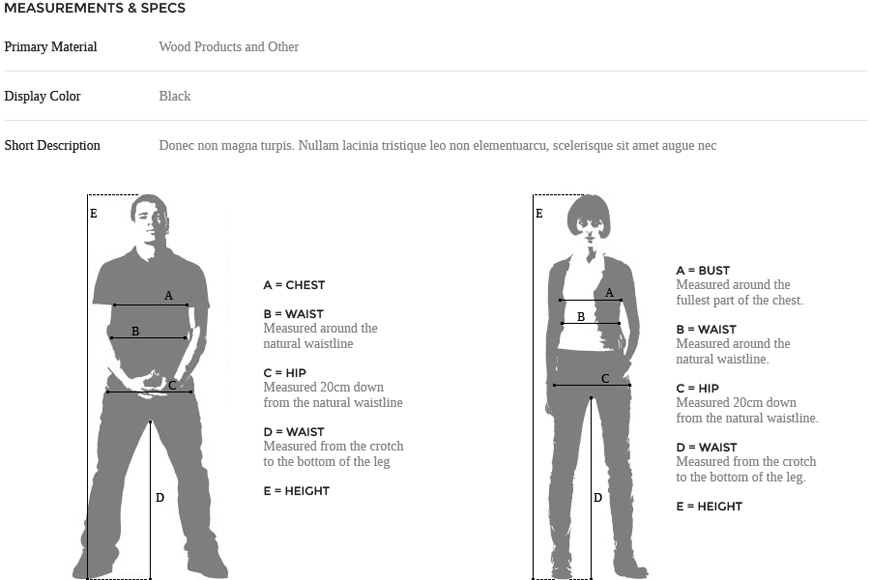 MEASUREMENTS & SPECS
Primary Material Wood Products and Other
Display Color Black
Short Description Donec non magna turpis. Nullam lacinia tristique leo non elementuarcu, scelerisque sit amet augue nec
E
A
B
C
D
A = CHEST
B = WAIST
Measured around the
natural waistline
C = HIP
Measured 20cm down
from the natural waistline
D = WAIST
Measured from the crotch
to the bottom of the leg
E = HEIGHT
E
A
B
C
D
A = BUST
Measured around the
fullest part of the chest.
B = WAIST
Measured around the
natural waistline.
C = HIP
Measured 20cm down
from the natural waistline.
D = WAIST
Measured from the crotch
to the bottom of the leg.
E = HEIGHT